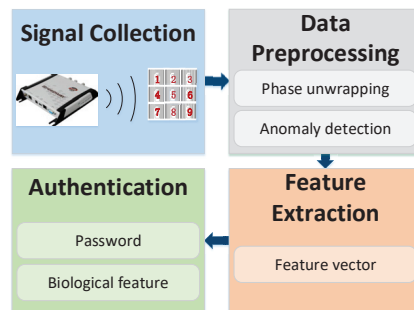 Signal Collection
1 2 3
4 5 6
7 8 9
Data
Preprocessing
Phase unwrapping
Anomaly detection
Authentication
Password
Biological feature
Feature
Extraction
Feature vector